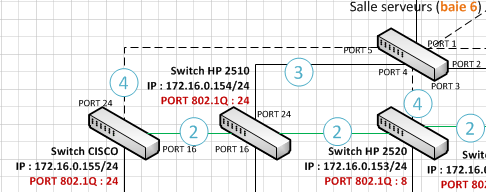 Salle serveurs (baie 6)
PORT 1
PORT 5
PORT 2
Switch HP 2510
3
PORT 4
IP : 172.16.0.154/24
4
PORT 3
PORT 802.1Q : 24
4
PORT 24
PORT 24
2
2
2
PORT 16
PORT 16
Switch CISCO
Switch HP 2520
IP : 172.16.0.155/24
IP : 172.16.0.153/24
IP : 172.16.0
PORT 802.1Q : 24
PORT 802.1Q : 8
PORT 802